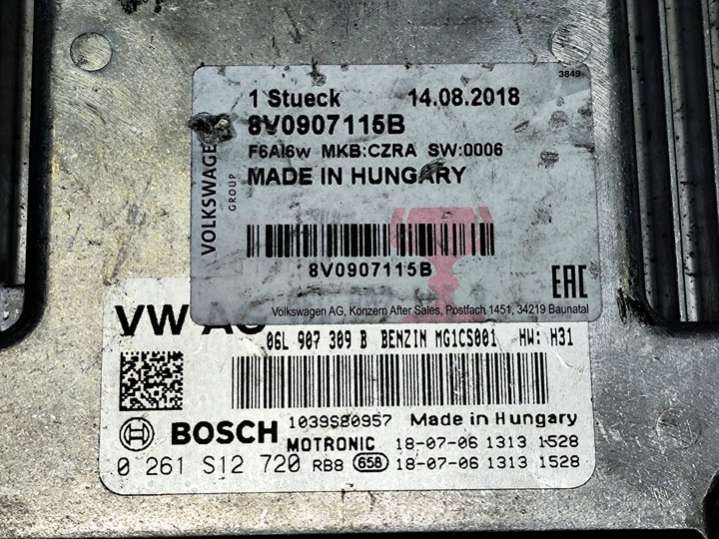 3849
1 Stueck 14.08.2018
8V0907115B
F6AI6w MKB:CZRA SW:0006
MADE IN HUNGARY
VOLKSWAGEN
GROUP
8V0907115B
EAC
Volkswagen AG, Konzern After Sales, Postfach 1451, 34219 Baunatal
VW AG
06L 907 309 B BENZIN MG1CS001 HW: H31
BOSCH
1039S80957 Made in Hungary
MOTRONIC 18-07-06 1313 1528
0 261 S12 720 RB8 658 18-07-06 1313 1528